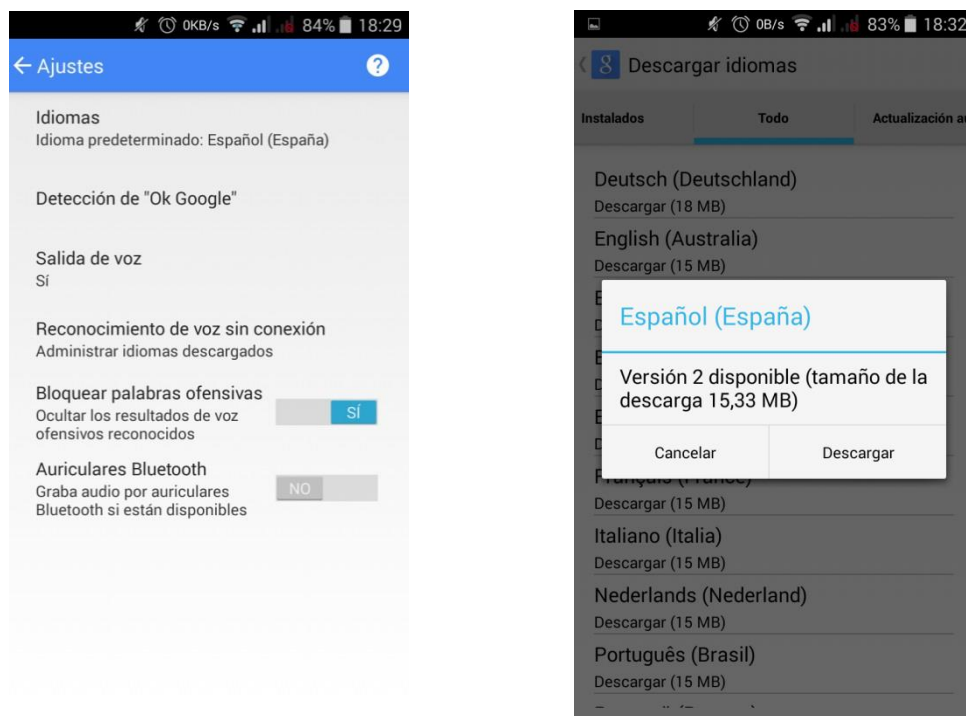 0KB/s 84% 18:29
Ajustes ?
Idiomas
Idioma predeterminado: Español (España)
Detección de "Ok Google"
Salida de voz
Sí
Reconocimiento de voz sin conexión
Administrar idiomas descargados
Bloquear palabras ofensivas
Ocultar los resultados de voz
ofensivos reconocidos
SÍ
Auriculares Bluetooth
Graba audio por auriculares
Bluetooth si están disponibles
NO
0B/s 83% 18:32
8 Descargar idiomas
Instalados Todo Actualización au
Deutsch (Deutschland)
Descargar (18 MB)
English (Australia)
Descargar (15 MB)
Español (España)
Versión 2 disponible (tamaño de la
descarga 15,33 MB)
Cancelar Descargar
Français (France)
Descargar (15 MB)
Italiano (Italia)
Descargar (15 MB)
Nederlands (Nederland)
Descargar (15 MB)
Português (Brasil)
Descargar (15 MB)